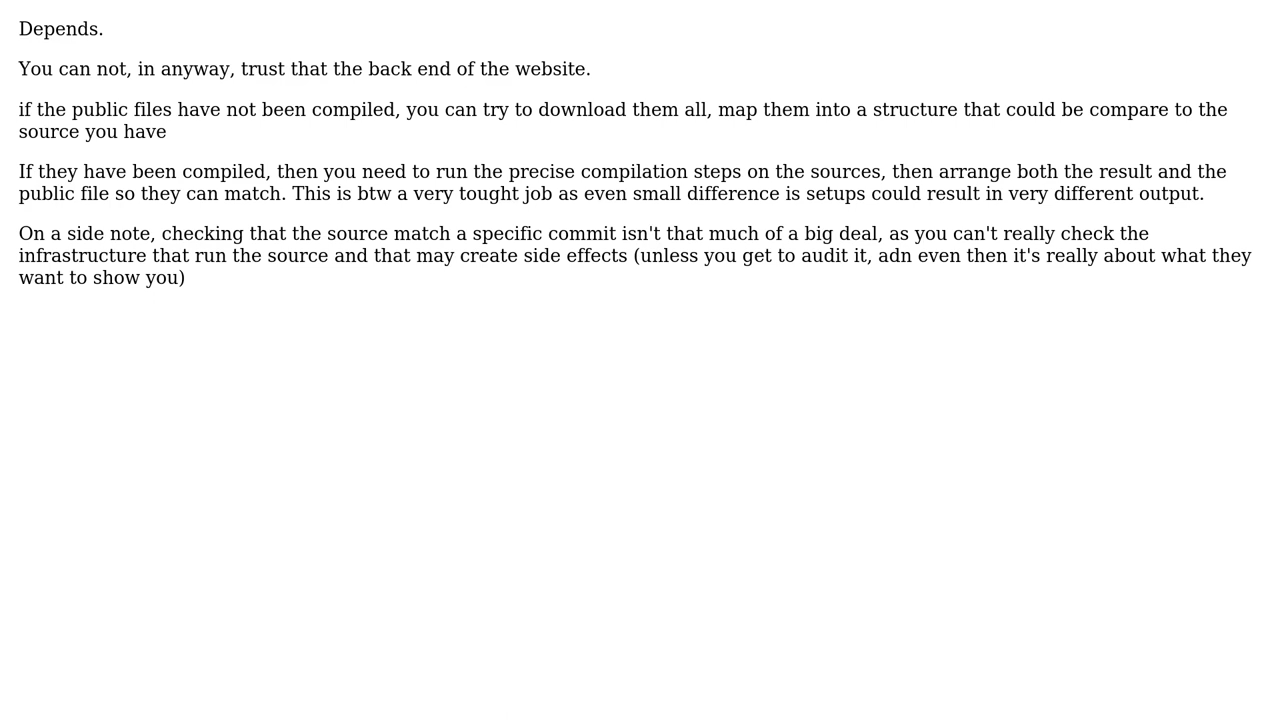 Depends.
You can not, in anyway, trust that the back end of the website.
if the public files have not been compiled, you can try to download them all, map them into a structure that could be compare to the
source you have
If they have been compiled, then you need to run the precise compilation steps on the sources, then arrange both the result and the
public file so they can match. This is btw a very tought job as even small difference is setups could result in very different output.
On a side note, checking that the source match a specific commit isn't that much of a big deal, as you can't really check the
infrastructure that run the source and that may create side effects (unless you get to audit it, adn even then it's really about what they
want to show you)